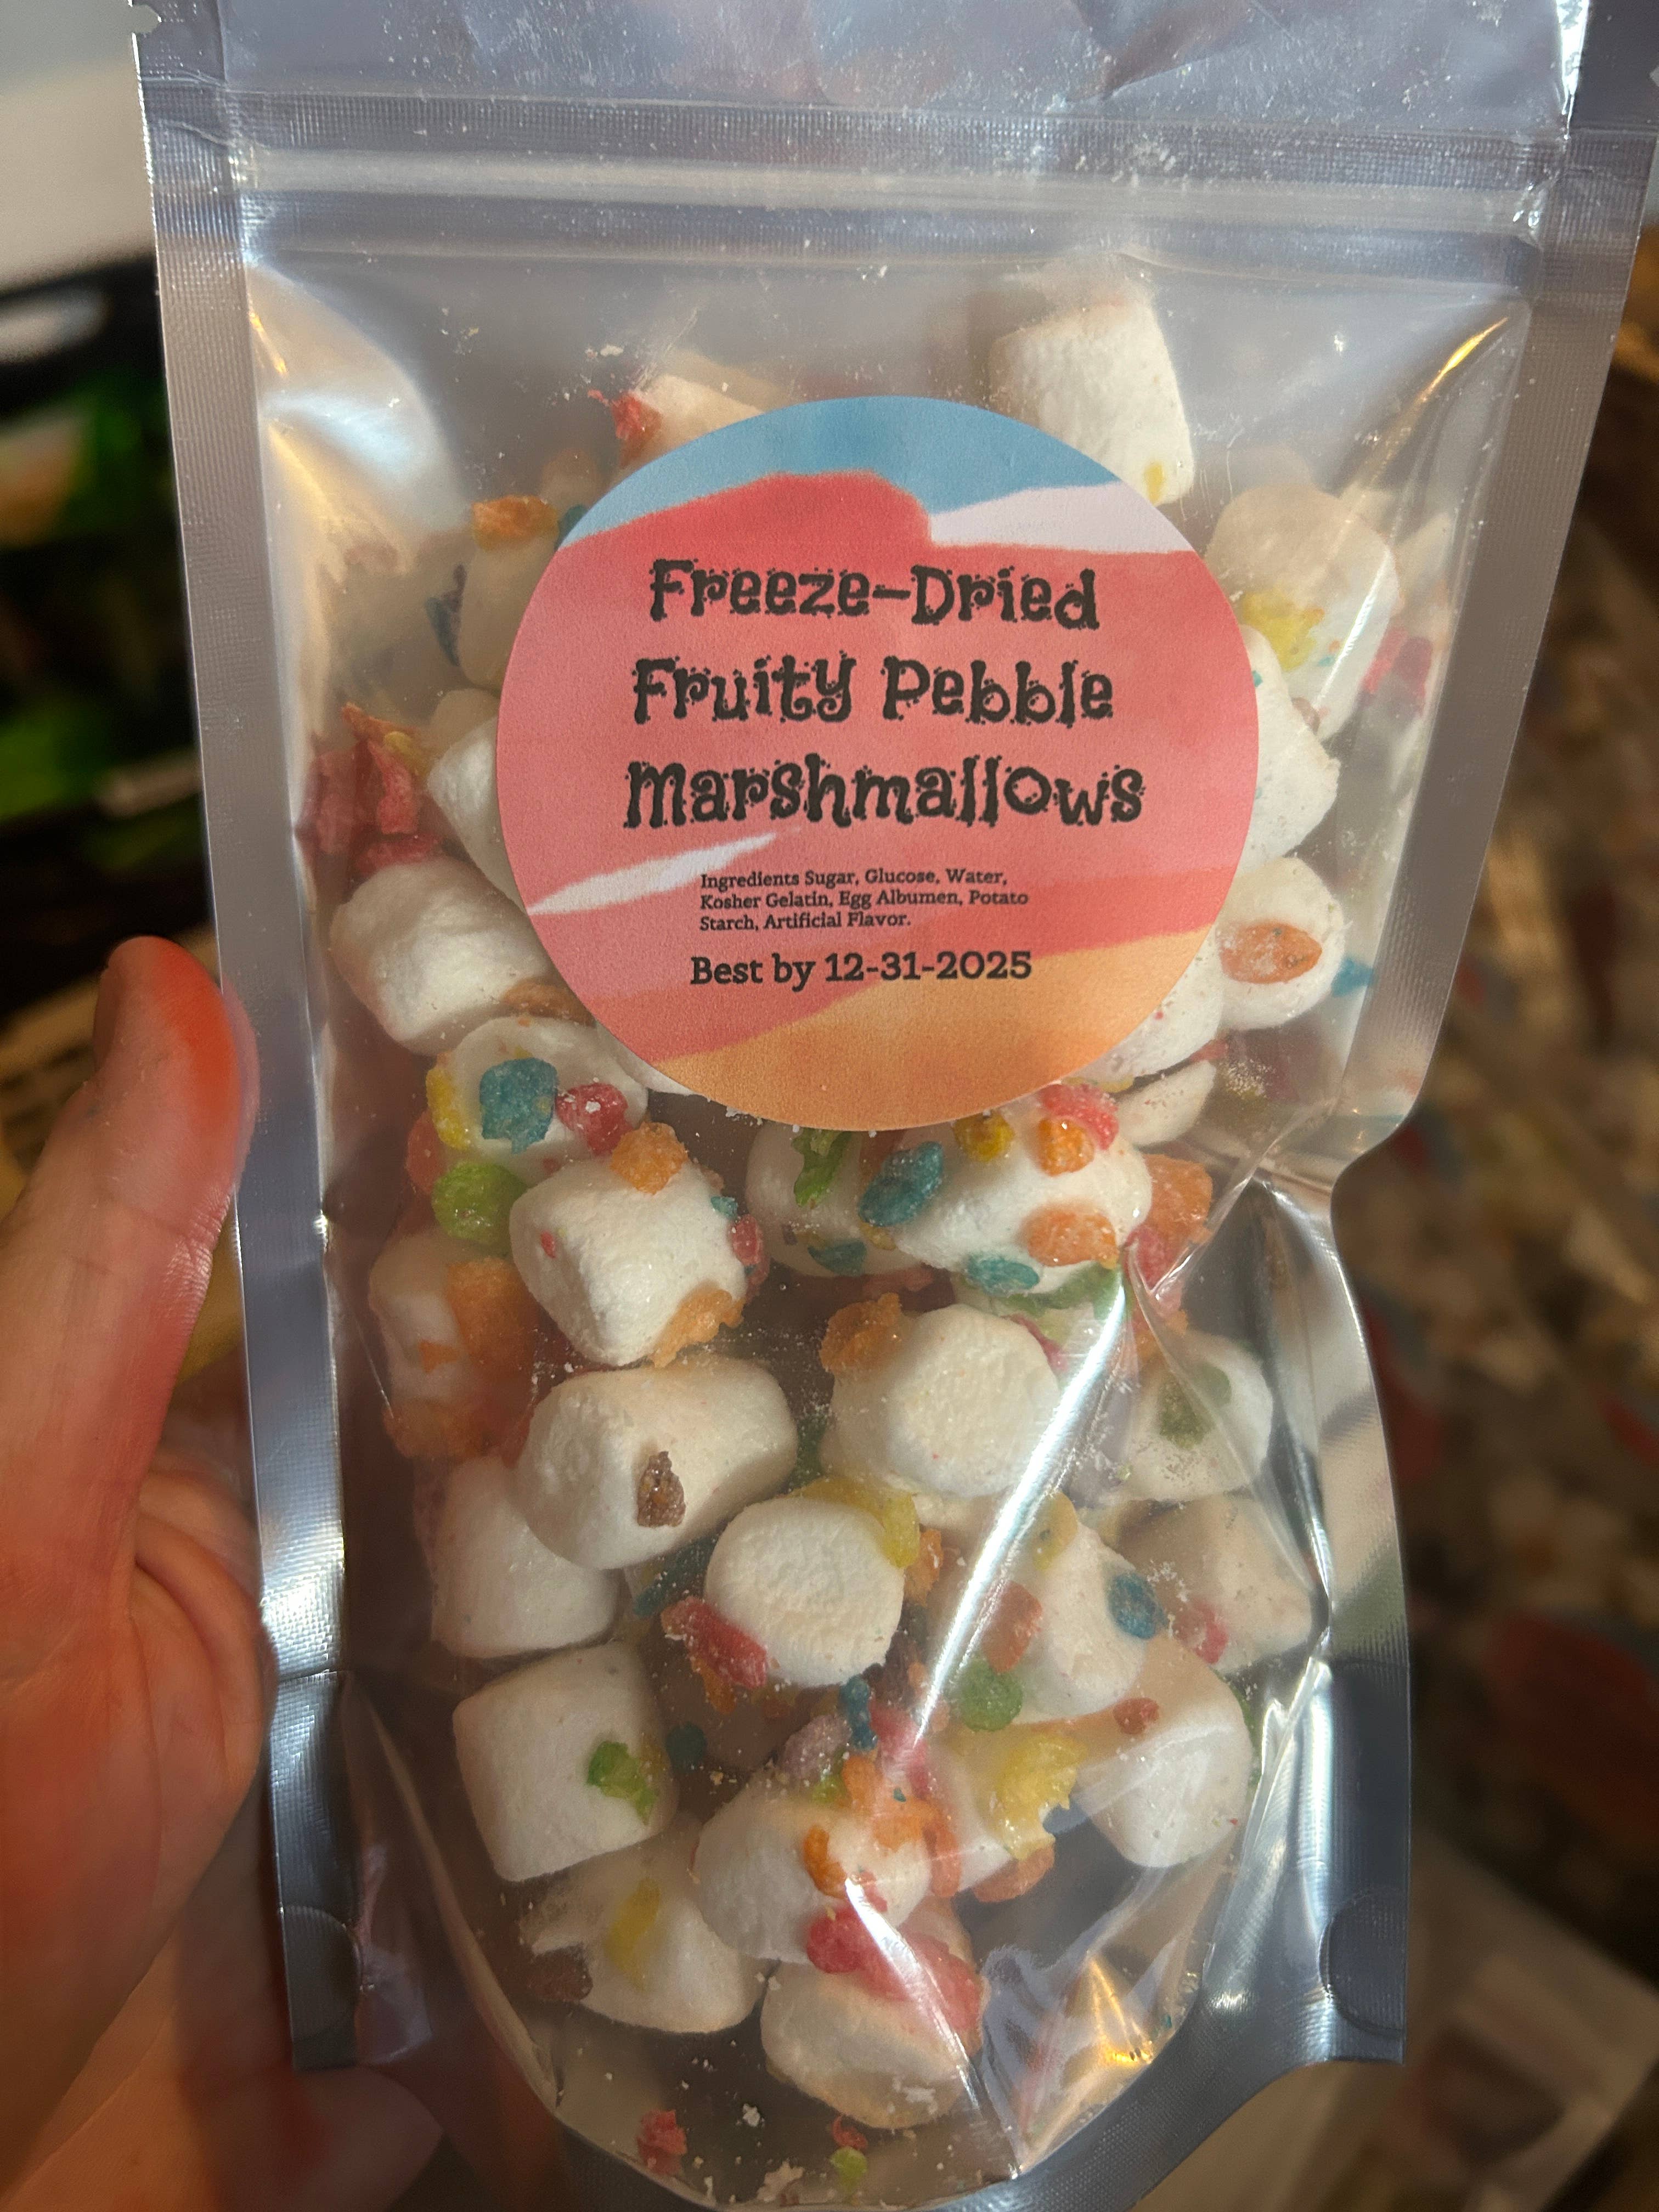 Freeze-Dried
Fruity Pebble
Marshmallows
Ingredients Sugar, Glucose, Water,
Kosher Gelatin, Egg Albumen, Potato
Starch, Artificial Flavor.
Best by 12-31-2025